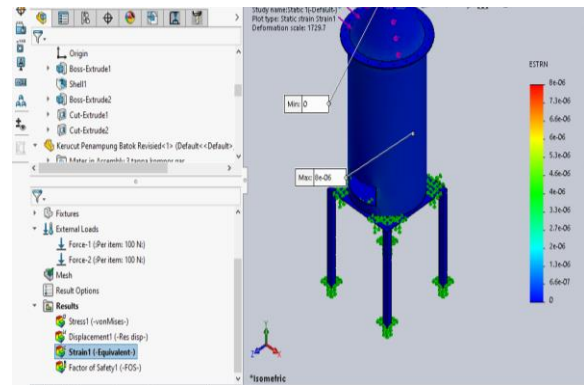 Study name:Static 1(-Default-)
Plot type: Static strain Strain1
Deformation scale: 1729.7
Origin
Boss-Extrude1
Shell1
Boss-Extrude2
Cut-Extrude1
Cut-Extrude2
Kerucut Penampung Batok Revisied<1> (Default<<Default>
Fixtures
External Loads
Force-1 (:Per item: 100 N:)
Force-2 (:Per item: 100 N:)
Mesh
Result Options
Results
Stress1 (-vonMises-)
Displacement1 (-Res disp-)
Strain1 (-Equivalent-)
Factor of Safety1 (-FOS-)
Min: 0
Max: 8e-06
ESTRN
8e-06
7.3e-06
6.6e-06
6e-06
5.3e-06
4.6e-06
4e-06
3.3e-06
2.6e-06
2e-06
1.3e-06
6.6e-07
0
Y
*Isometric